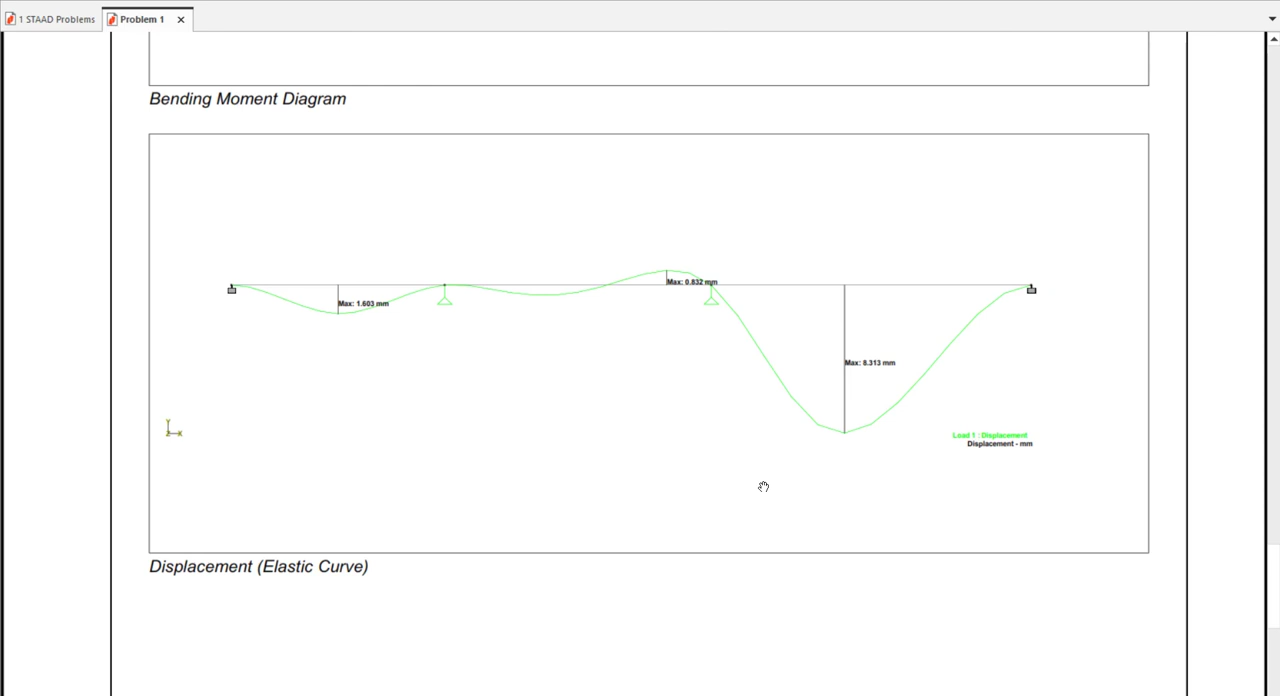 1 STAAD Problems
Problem 1
Bending Moment Diagram
Max: 0.832 mm
Max: 1.603 mm
Max: 8.313 mm
Y
Z X
Load 1 : Displacement
Displacement - mm
Displacement (Elastic Curve)